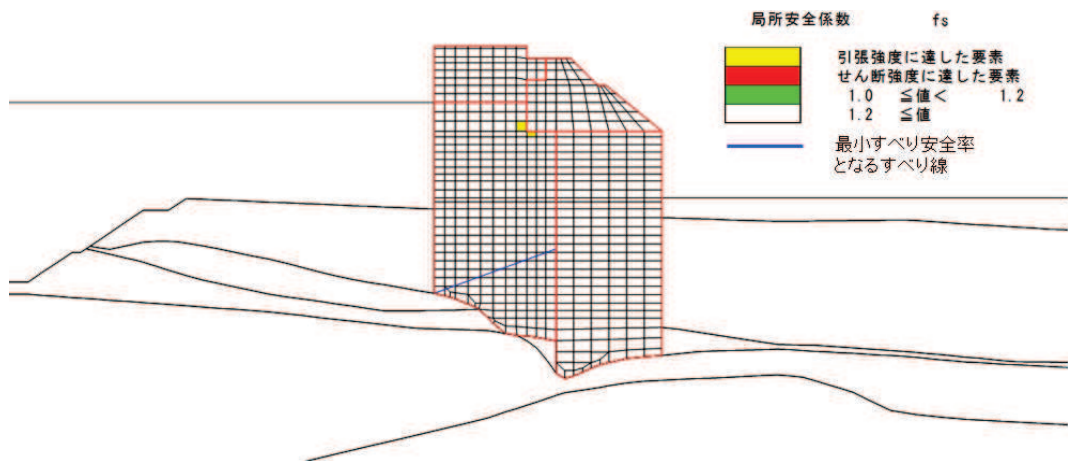 局所安全係数 fs
引張強度に達した要素
せん断強度に達した要素
1.0 ≦値< 1.2
1.2 ≦値
最小すべり安全率
となるすべり線